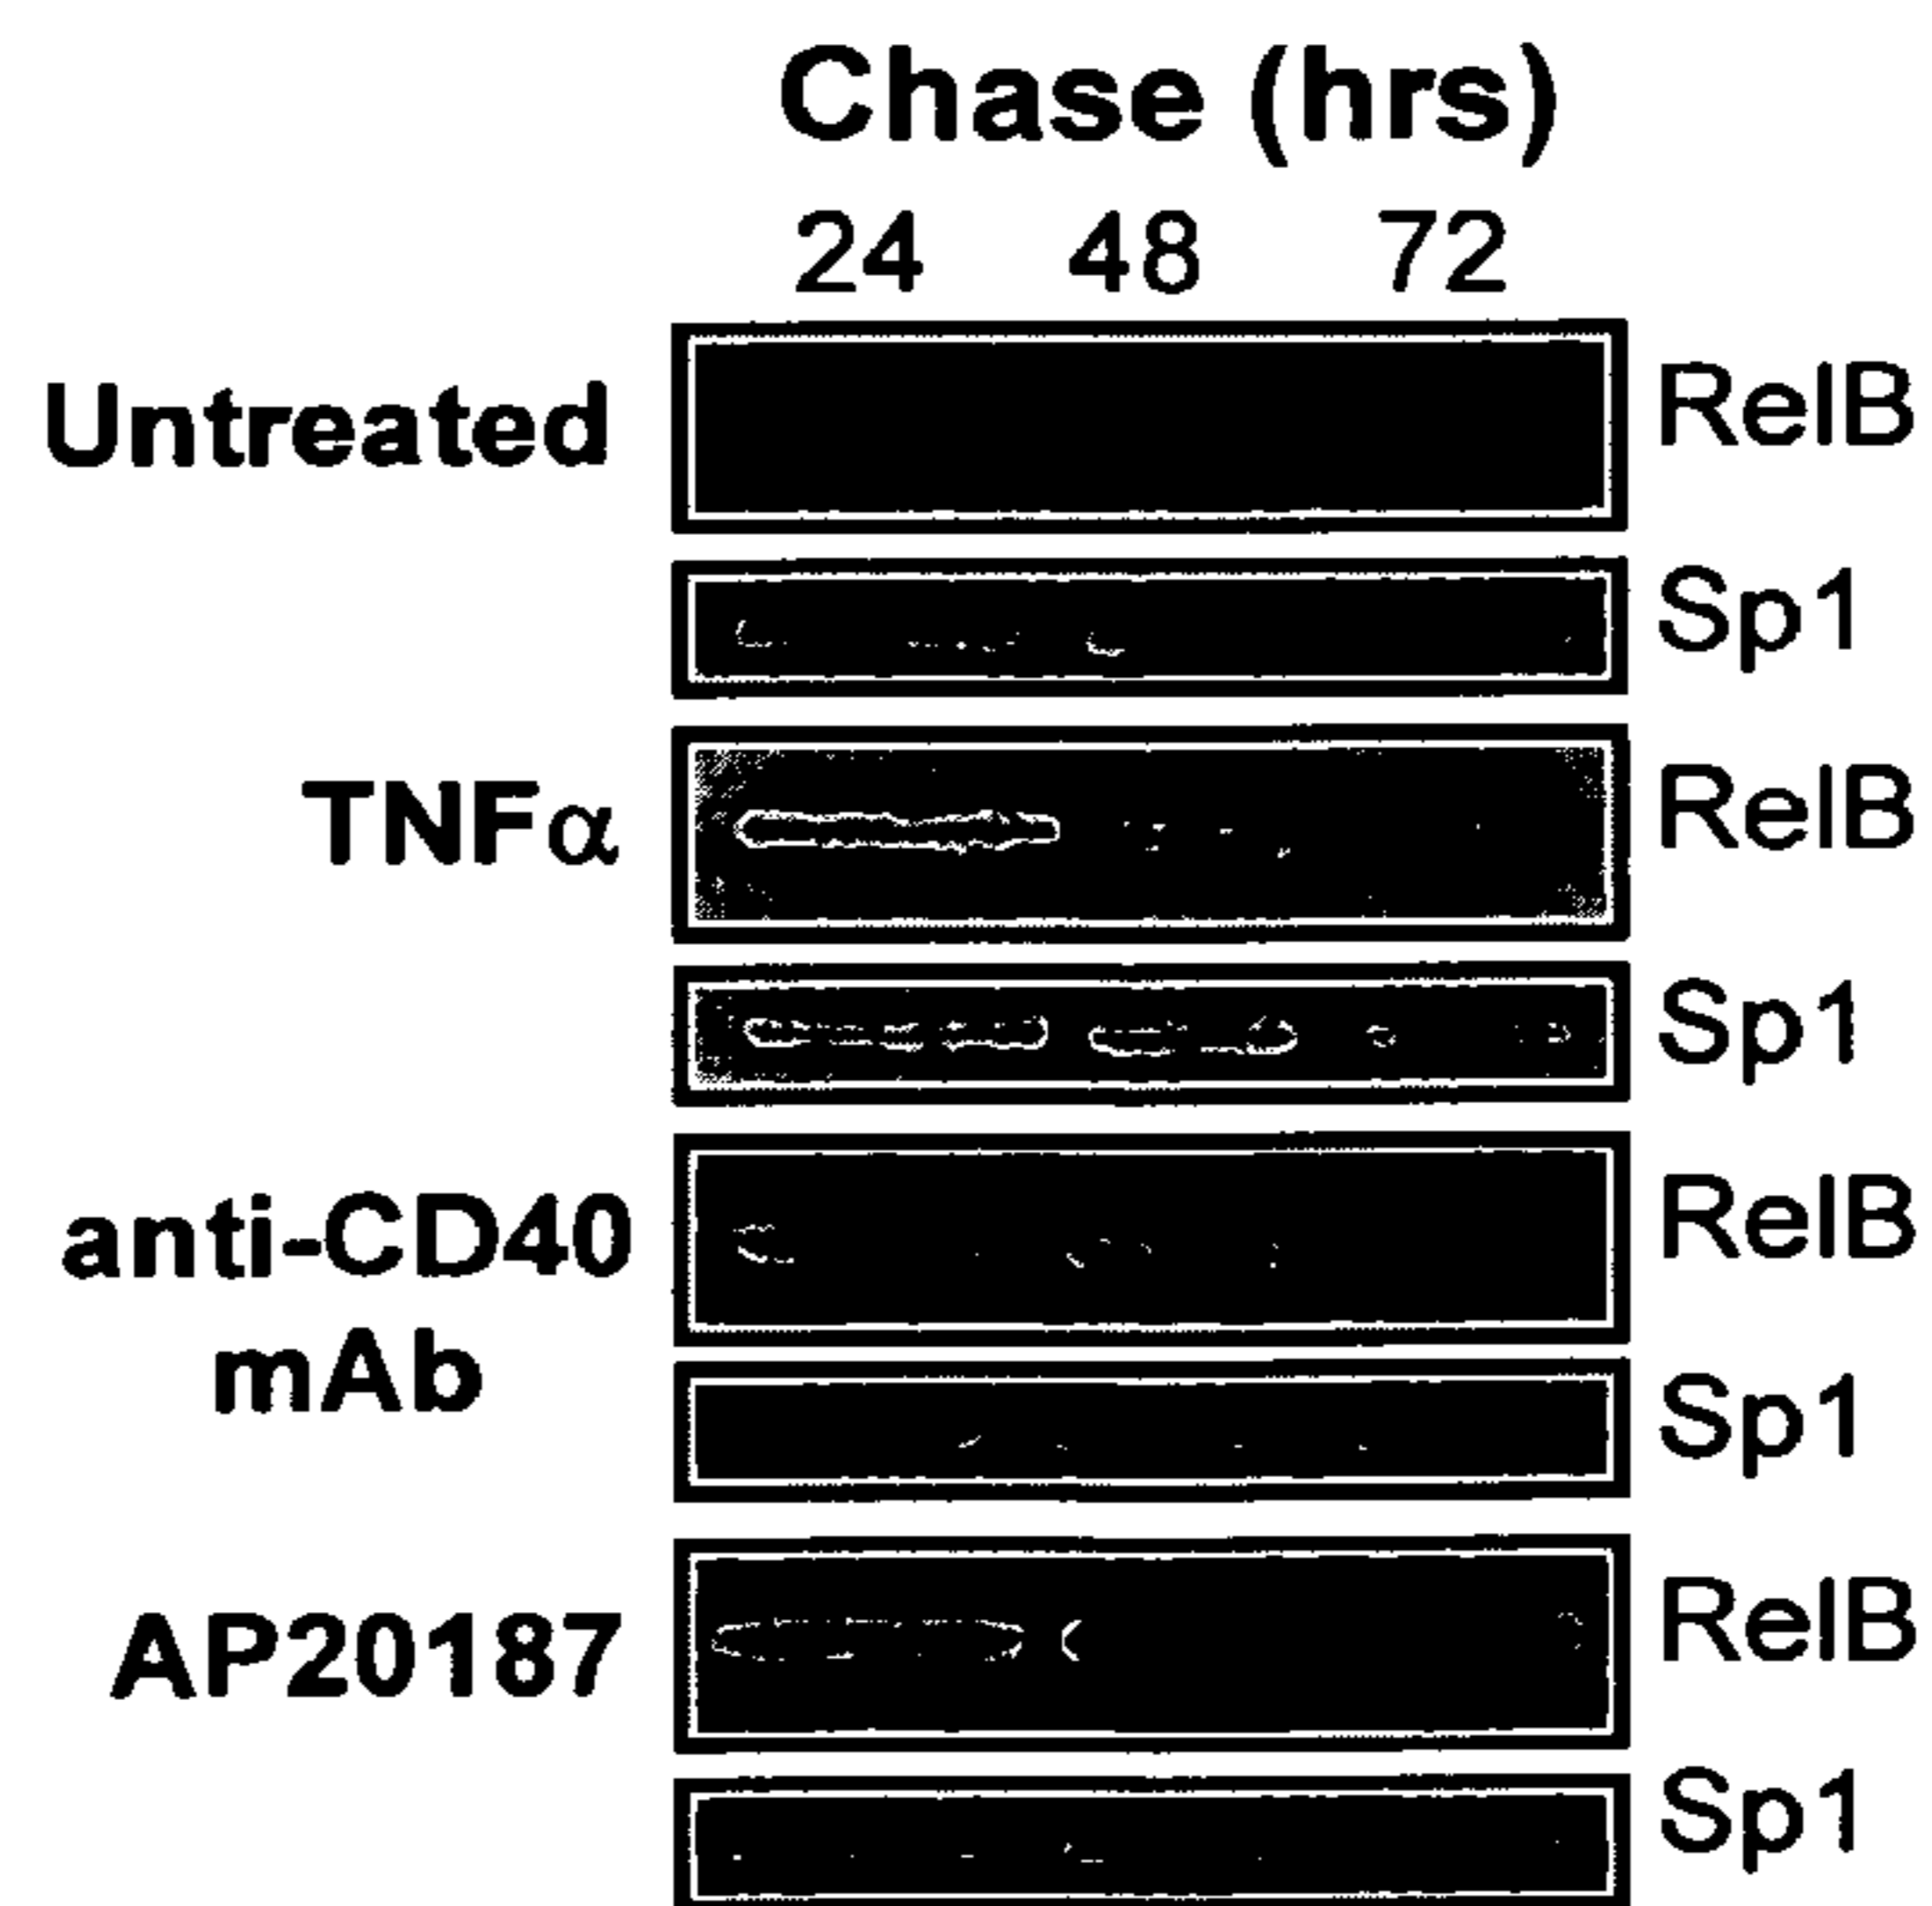 Chase (hrs)
24 48 72
Untreated RelB
Sp1
TNFα RelB
Sp1
anti-CD40 RelB
mAb Sp1
AP20187 RelB
Sp1